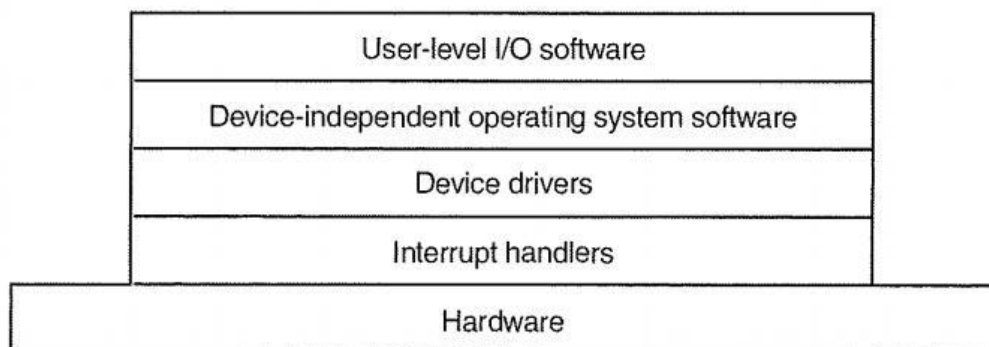 User-level I/O software
Device-independent operating system software
Device drivers
Interrupt handlers
Hardware